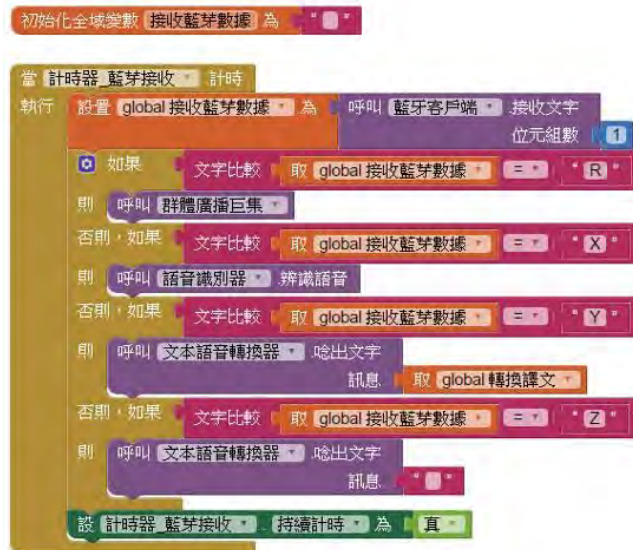 初始化全域變數 接收藍芽數據 為 " "
當 計時器_藍芽接收 計時
執行 設置 global 接收藍芽數據 為 呼叫 藍牙客戶端 .接收文字
位元組數 1
如果 文字比較 取 global 接收藍芽數據 = " R "
則 呼叫 群體廣播巨集
否則,如果 文字比較 取 global 接收藍芽數據 = " X "
則 呼叫 語音識別器 .辨識語音
否則,如果 文字比較 取 global 接收藍芽數據 = " Y "
則 呼叫 文本語音轉換器 .唸出文字
訊息 取 global 轉換譯文
否則,如果 文字比較 取 global 接收藍芽數據 = " Z "
則 呼叫 文本語音轉換器 .唸出文字
訊息 " "
設 計時器_藍芽接收 . 持續計時 為 真